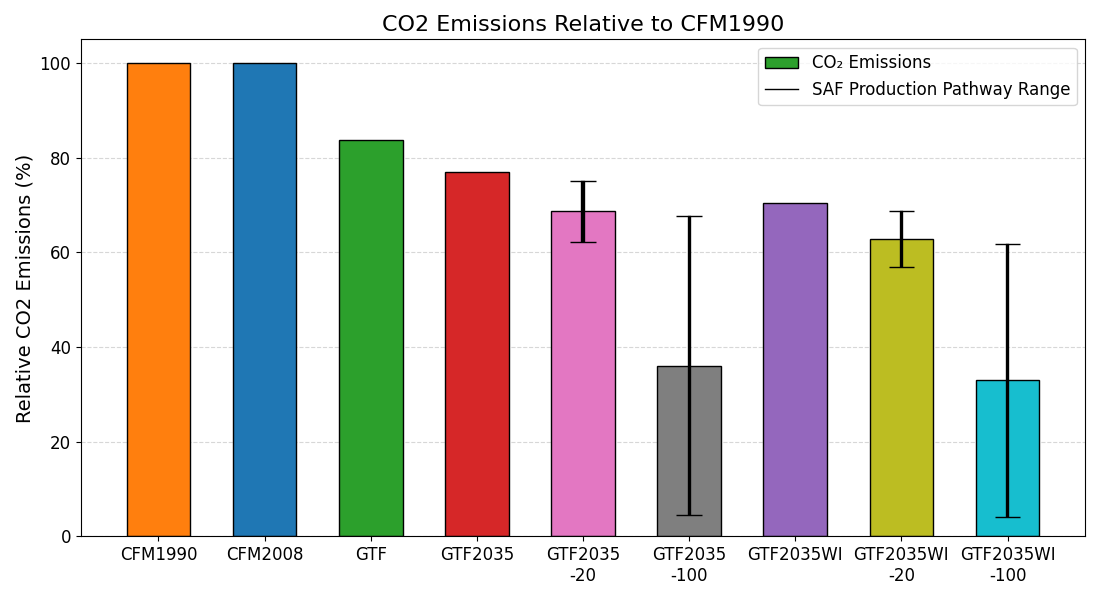 CO2 Emissions Relative to CFM1990
CO₂ Emissions
SAF Production Pathway Range
Relative CO2 Emissions (%)
100
80
60
40
20
0
CFM1990
CFM2008
GTF
GTF2035
GTF2035
-20
GTF2035
-100
GTF2035WI
GTF2035WI
-20
GTF2035WI
-100